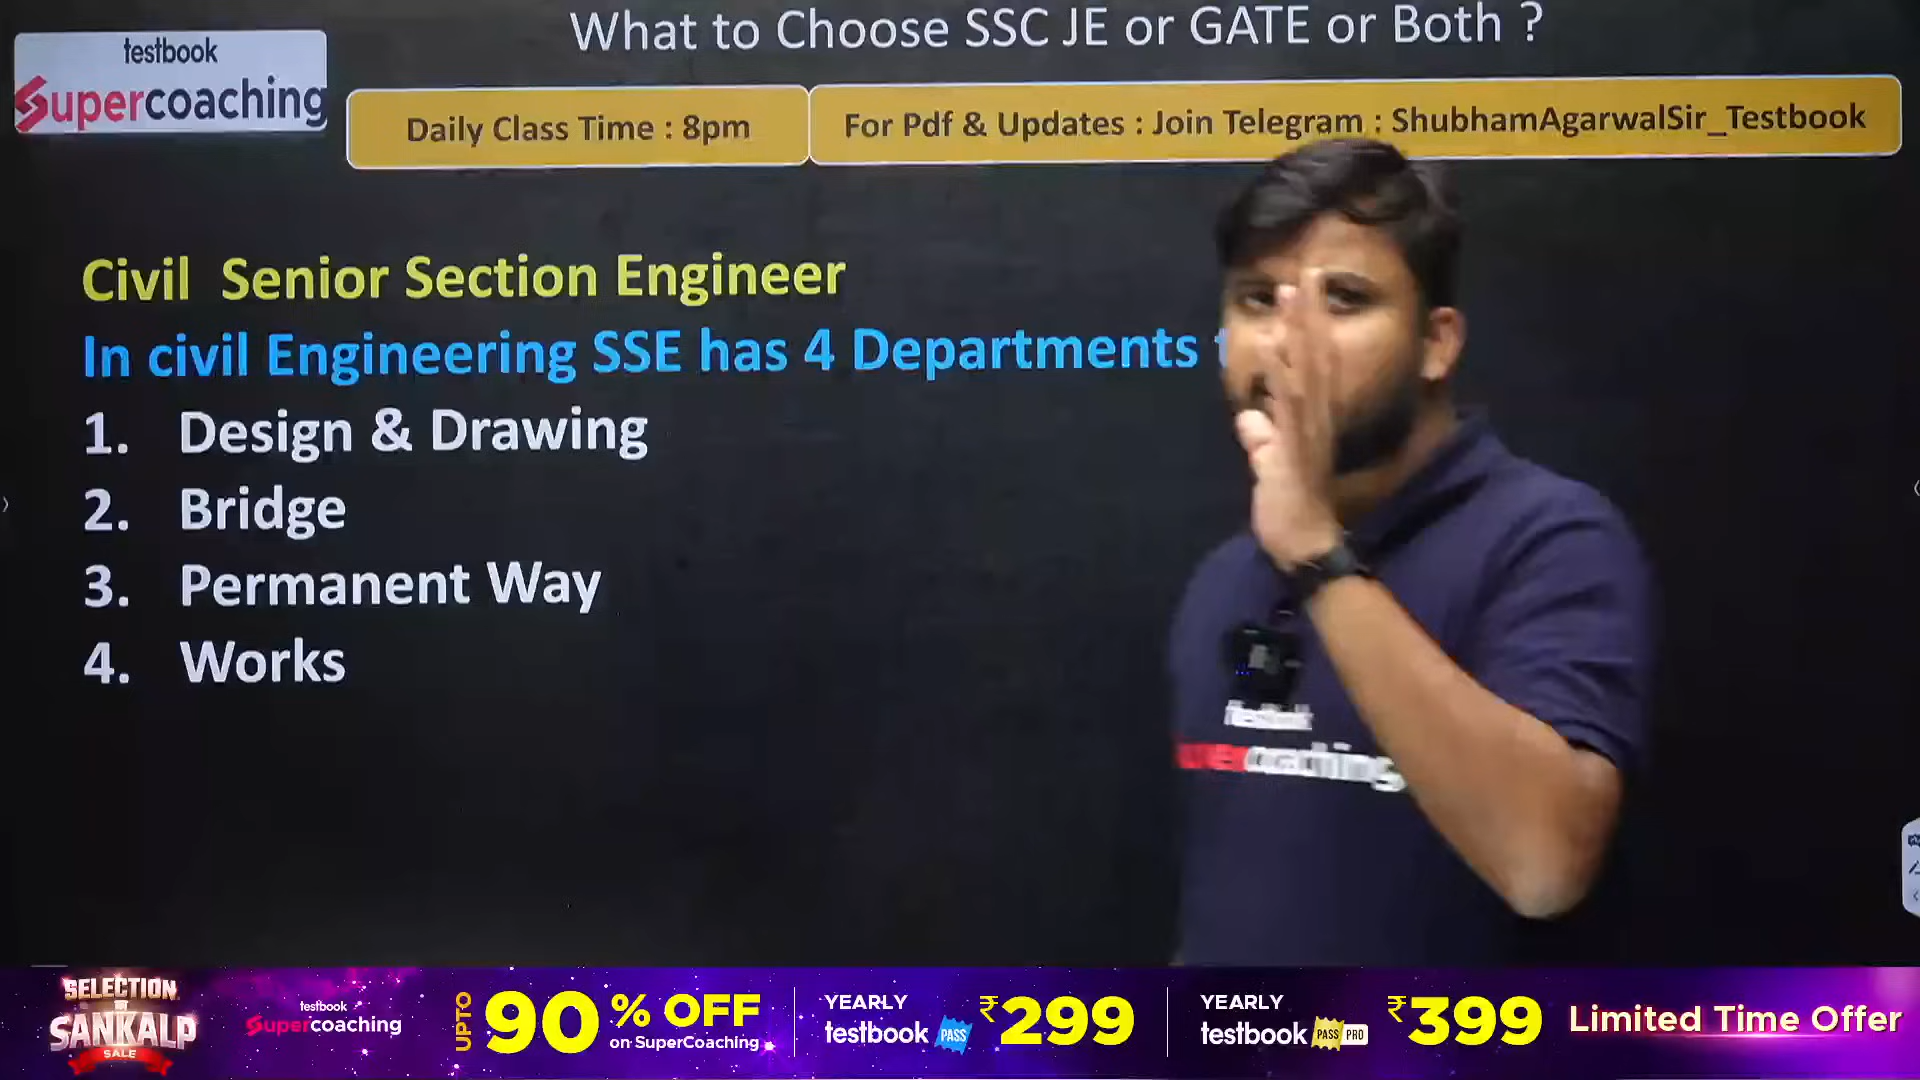 What to Choose SSC JE or GATE or Both ?
testbook
Supercoaching
Daily Class Time : 8pm
For Pdf & Updates : Join Telegram : ShubhamAgarwalSir_Testbook
Civil Senior Section Engineer
In civil Engineering SSE has 4 Departments
1. Design & Drawing
2. Bridge
3. Permanent Way
4. Works
SELECTION
का
SANKALP
SALE
testbook
Supercoaching
UPTO
90 % OFF
on SuperCoaching
YEARLY
testbook PASS
₹299
YEARLY
testbook PASS PRO
₹399
Limited Time Offer